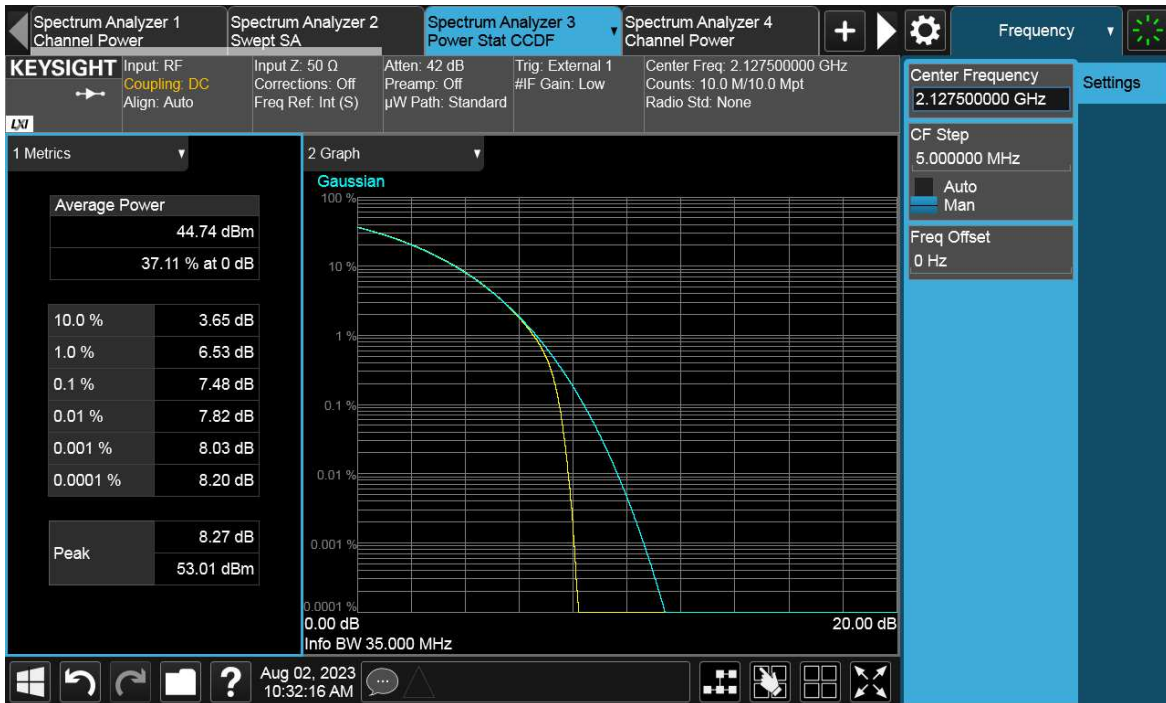 Spectrum Analyzer 1
Channel Power
Spectrum Analyzer 2
Swept SA
Spectrum Analyzer 3
Power Stat CCDF
Spectrum Analyzer 4
Channel Power
Frequency
KEYSIGHT
LXI
Input: RF
Coupling: DC
Align: Auto
Input Z: 50 Ω
Corrections: Off
Freq Ref: Int (S)
Atten: 42 dB
Preamp: Off
µW Path: Standard
Trig: External 1
#IF Gain: Low
Center Freq: 2.127500000 GHz
Counts: 10.0 M/10.0 Mpt
Radio Std: None
Center Frequency
2.127500000 GHz
Settings
CF Step
5.000000 MHz
Auto
Man
Freq Offset
0 Hz
1 Metrics
Average Power
44.74 dBm
37.11 % at 0 dB
10.0 % 3.65 dB
1.0 % 6.53 dB
0.1 % 7.48 dB
0.01 % 7.82 dB
0.001 % 8.03 dB
0.0001 % 8.20 dB
Peak
8.27 dB
53.01 dBm
2 Graph
Gaussian
100 %
10 %
1 %
0.1 %
0.01 %
0.001 %
0.0001 %
0.00 dB 20.00 dB
Info BW 35.000 MHz
?
Aug 02, 2023
10:32:16 AM